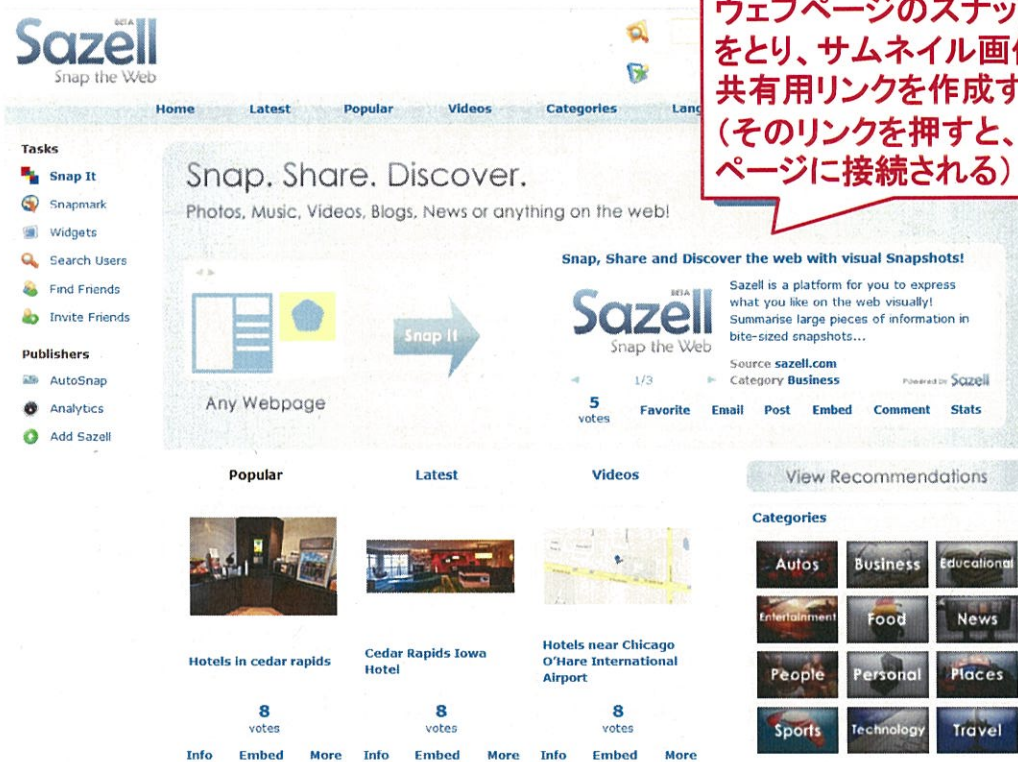 BETA
Sazell
Snap the Web
ウェブページのスナッ
をとり、サムネイル画
共有用リンクを作成す
（そのリンクを押すと、
ページに接続される）
Home Latest Popular Videos Categories Lang
Tasks
Snap It
Snapmark
Widgets
Search Users
Find Friends
Invite Friends
Publishers
AutoSnap
Analytics
Add Sazell
Snap. Share. Discover.
Photos, Music, Videos, Blogs, News or anything on the web!
Any Webpage
Snap It
Snap, Share and Discover the web with visual Snapshots!
BETA
Sazell
Snap the Web
Sazell is a platform for you to express
what you like on the web visually!
Summarise large pieces of information in
bite-sized snapshots...
Source sazell.com
Category Business
Powered by Sazell
1/3
5
votes
Favorite Email Post Embed Comment Stats
Popular Latest Videos
Hotels in cedar rapids
8
votes
Info Embed More
Cedar Rapids Iowa
Hotel
8
votes
Info Embed More
Hotels near Chicago
O'Hare International
Airport
8
votes
Info Embed More
View Recommendations
Categories
Autos Business Educational
Entertainment Food News
People Personal Places
Sports Technology Travel